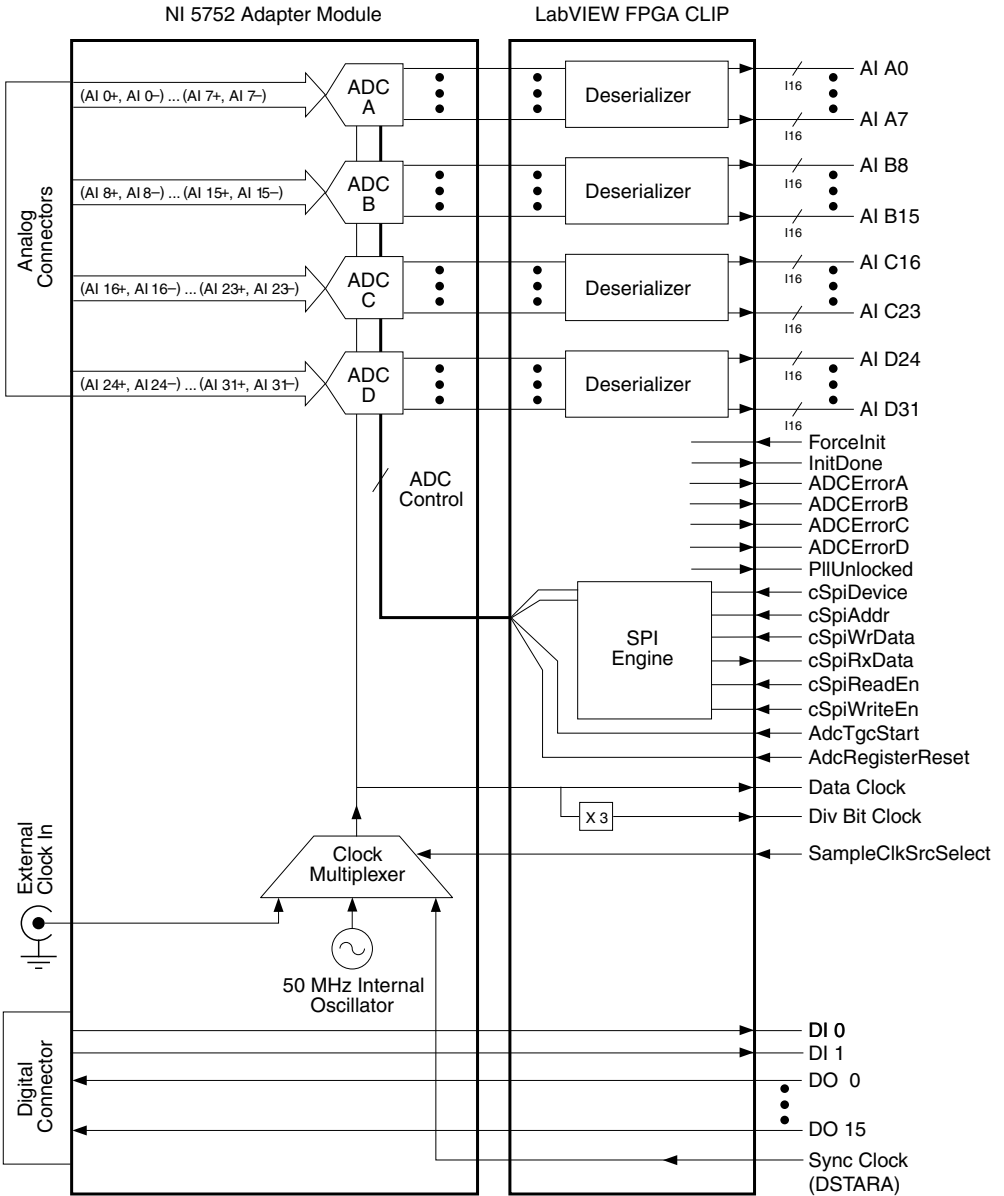 NI 5752 Adapter Module
LabVIEW FPGA CLIP
Analog
Connectors
(AI 0+, AI 0–) ... (AI 7+, AI 7–)
ADC
A
Deserializer
I16
AI A0
I16
AI A7
(AI 8+, AI 8–) ... (AI 15+, AI 15–)
ADC
B
Deserializer
I16
AI B8
I16
AI B15
(AI 16+, AI 16–) ... (AI 23+, AI 23–)
ADC
C
Deserializer
I16
AI C16
I16
AI C23
(AI 24+, AI 24–) ... (AI 31+, AI 31–)
ADC
D
Deserializer
I16
AI D24
I16
AI D31
ADC
Control
ForceInit
InitDone
ADCErrorA
ADCErrorB
ADCErrorC
ADCErrorD
PllUnlocked
SPI
Engine
cSpiDevice
cSpiAddr
cSpiWrData
cSpiRxData
cSpiReadEn
cSpiWriteEn
AdcTgcStart
AdcRegisterReset
Data Clock
X 3
Div Bit Clock
SampleClkSrcSelect
Clock
Multiplexer
External
Clock In
50 MHz Internal
Oscillator
Digital
Connector
DI 0
DI 1
DO 0
DO 15
Sync Clock
(DSTARA)